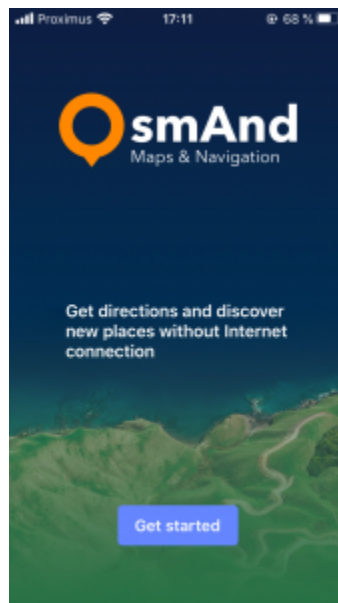 Proximus 17:11 68 %
OsmAnd
Maps & Navigation
Get directions and discover
new places without Internet
connection
Get started